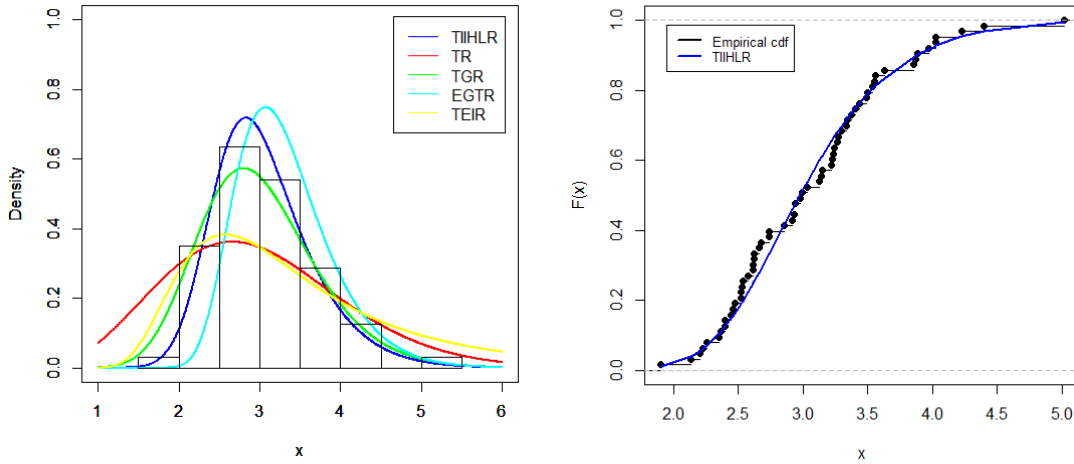 TIIHLR
TR
TGR
EGTR
TEIR
Density
0.0 0.2 0.4 0.6 0.8 1.0
1 2 3 4 5 6
x
Empirical cdf
TIIHLR
F(x)
0.0 0.2 0.4 0.6 0.8 1.0
2.0 2.5 3.0 3.5 4.0 4.5 5.0
x